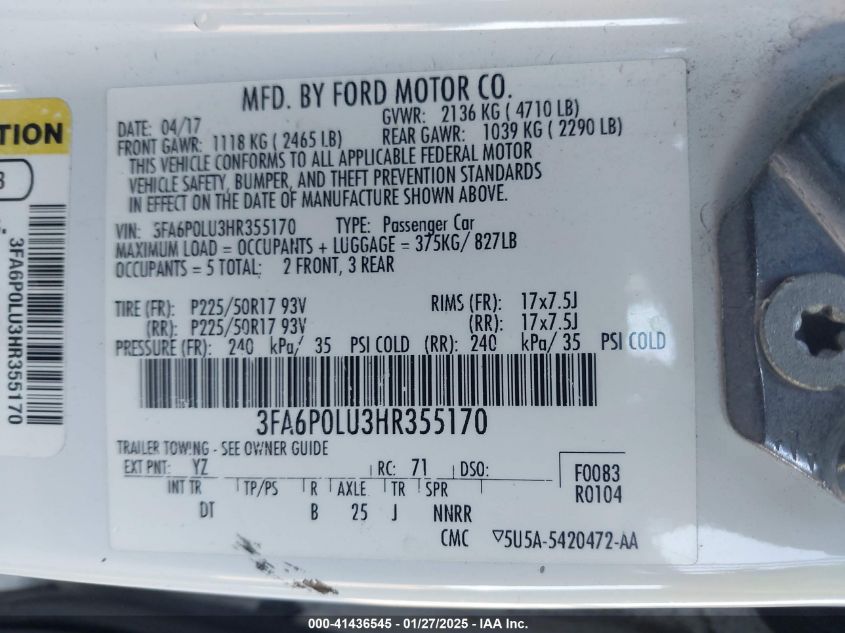 MFD. BY FORD MOTOR CO.
DATE: 04/17
GVWR: 2136 KG ( 4710 LB)
FRONT GAWR: 1118 KG ( 2465 LB)
REAR GAWR: 1039 KG ( 2290 LB)
THIS VEHICLE CONFORMS TO ALL APPLICABLE FEDERAL MOTOR
VEHICLE SAFETY, BUMPER, AND THEFT PREVENTION STANDARDS
IN EFFECT ON THE DATE OF MANUFACTURE SHOWN ABOVE.
VIN: 3FA6P0LU3HR355170 TYPE: Passenger Car
MAXIMUM LOAD = OCCUPANTS + LUGGAGE = 375KG/ 827LB
OCCUPANTS = 5 TOTAL: 2 FRONT, 3 REAR
TIRE (FR): P225/50R17 93V RIMS (FR): 17x7.5J
(RR): P225/50R17 93V (RR): 17x7.5J
PRESSURE (FR): 240 kPa/ 35 PSI COLD (RR): 240 kPa/ 35 PSI COLD
3FA6P0LU3HR355170
TRAILER TOWING - SEE OWNER GUIDE
EXT PNT: YZ RC: 71 DSO:
INT TR TP/PS R AXLE TR SPR
DT B 25 J NNRR
F0083
R0104
CMC ▽5U5A-5420472-AA
TION
3FA6P0LU3HR355170
000-41436545 - 01/27/2025 - IAA Inc.